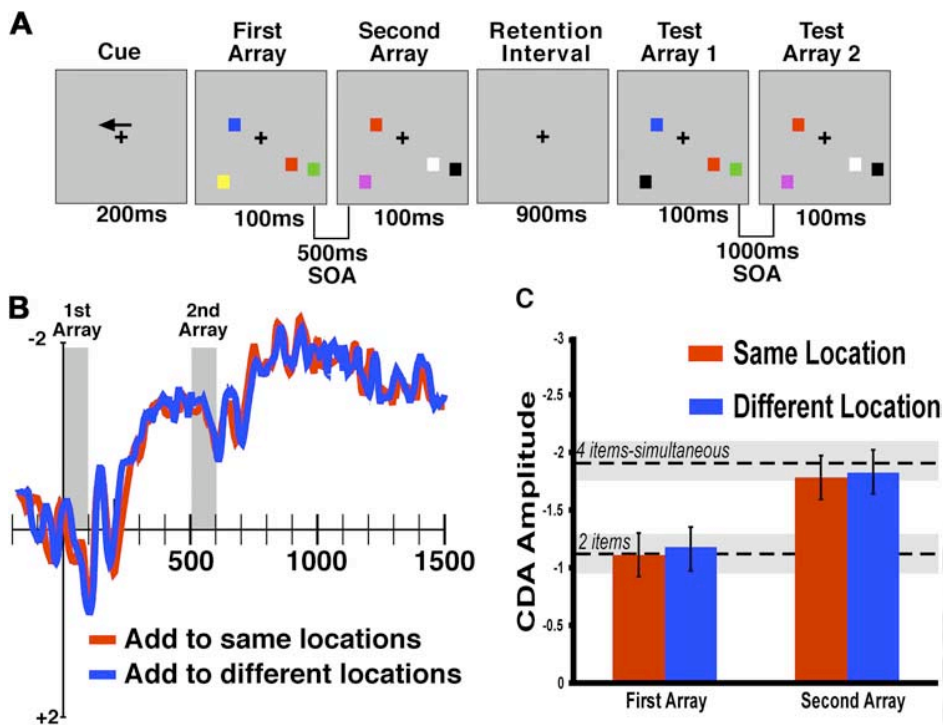 A
Cue
First
Array
Second
Array
Retention
Interval
Test
Array 1
Test
Array 2
200ms
100ms
100ms
900ms
100ms
100ms
500ms
SOA
1000ms
SOA
B
1st
Array
2nd
Array
-2
500
1000
1500
+2
Add to same locations
Add to different locations
C
CDA Amplitude
-3
-2.5
-2
-1.5
-1
-0.5
0
Same Location
Different Location
4 items-simultaneous
2 items
First Array
Second Array